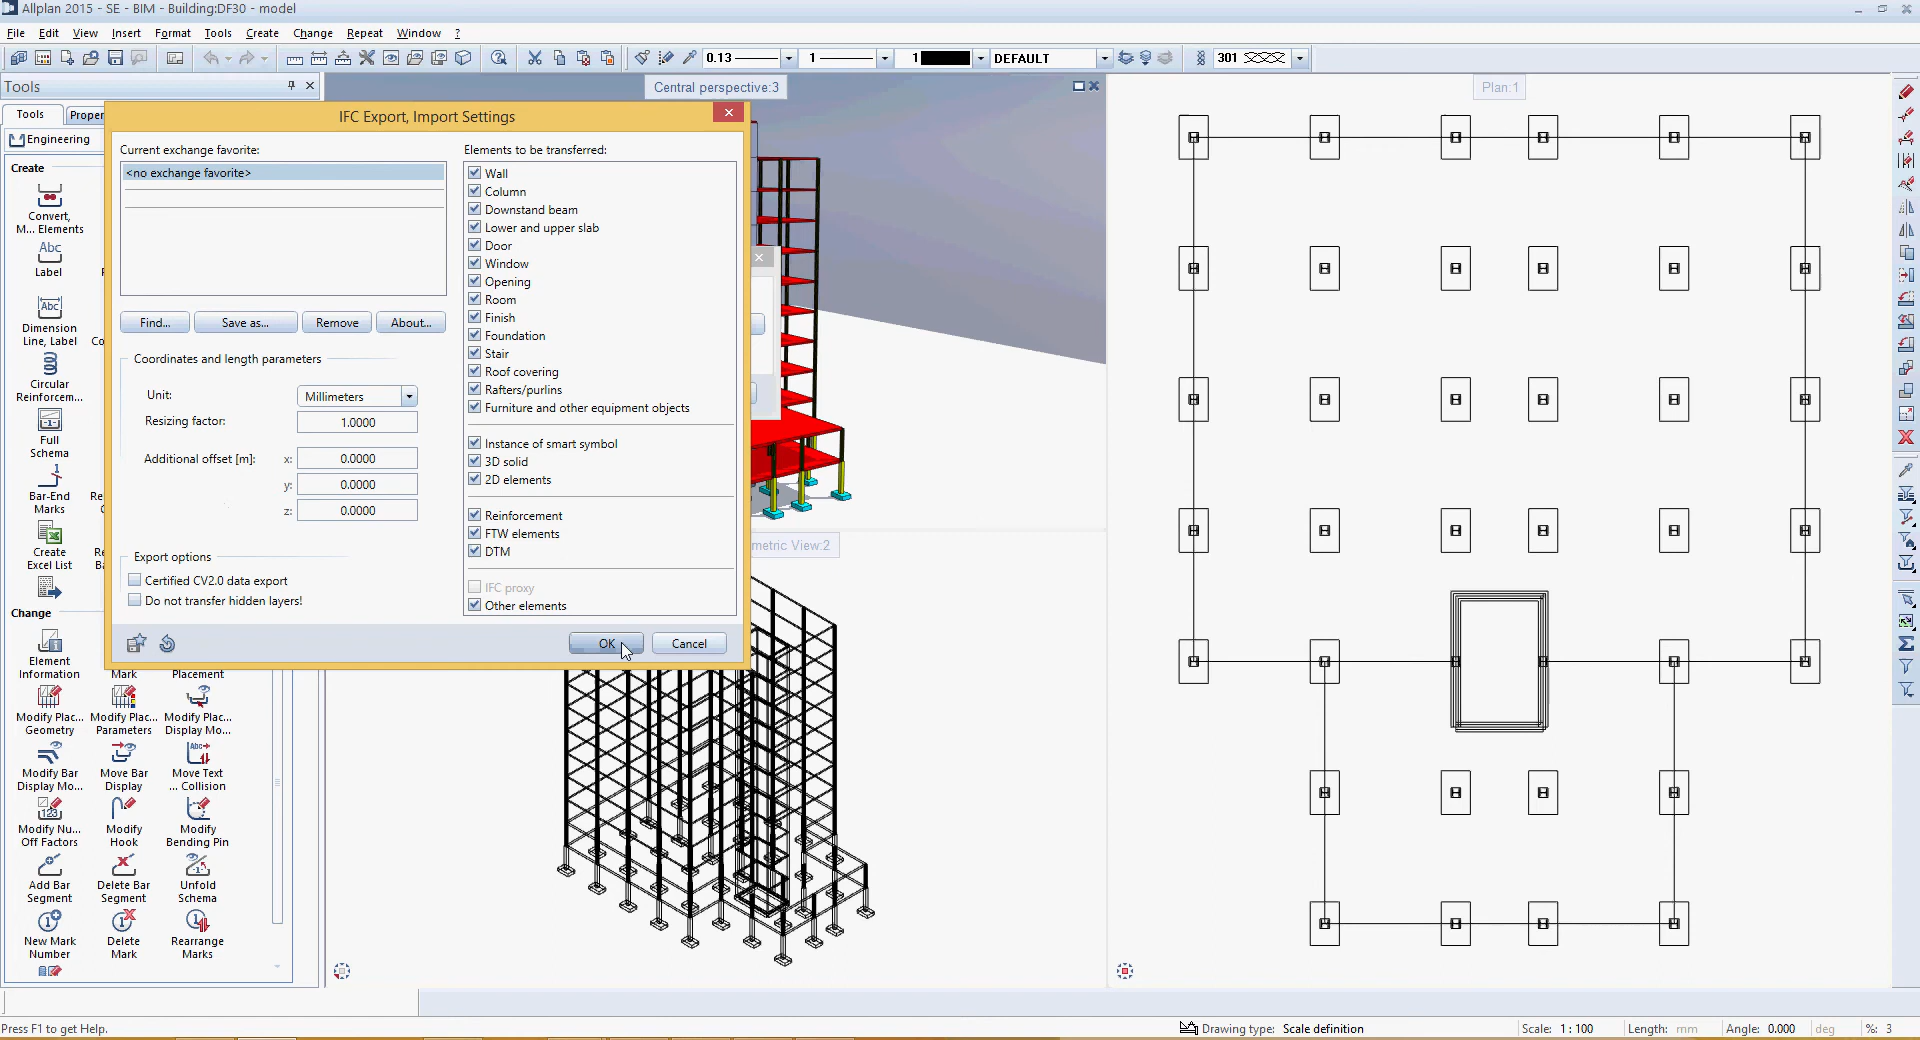 Allplan 2015 - SE - BIM - Building:DF30 - model
File Edit View Insert Format Tools Create Change Repeat Window ?
0.13 1 1 DEFAULT 301
Tools
Tools Proper
Engineering
Create
Convert,
M... Elements
Abc
Label
Abc
Dimension
Line, Label
Co
Circular
Reinforcem...
Full
Schema
Bar-End
Marks
Re
Create
Excel List
Re
Ba
Change
Element
Information
Mark
Placement
Modify Plac...
Geometry
Modify Plac...
Parameters
Modify Plac...
Display Mo...
Modify Bar
Display Mo...
Move Bar
Display
Abc
Move Text
... Collision
123
Modify Nu...
Off Factors
Modify
Hook
Modify
Bending Pin
Add Bar
Segment
Delete Bar
Segment
Unfold
Schema
New Mark
Number
Delete
Mark
Rearrange
Marks
IFC Export, Import Settings
Current exchange favorite:
<no exchange favorite>
Find... Save as... Remove About...
Coordinates and length parameters
Unit: Millimeters
Resizing factor: 1.0000
Additional offset [m]: x: 0.0000
y: 0.0000
z: 0.0000
Export options
Certified CV2.0 data export
Do not transfer hidden layers!
Elements to be transferred:
Wall
Column
Downstand beam
Lower and upper slab
Door
Window
Opening
Room
Finish
Foundation
Stair
Roof covering
Rafters/purlins
Furniture and other equipment objects
Instance of smart symbol
3D solid
2D elements
Reinforcement
FTW elements
DTM
IFC proxy
Other elements
OK Cancel
Central perspective:3
metric View:2
Plan:1
Press F1 to get Help.
Drawing type: Scale definition Scale: 1 : 100 Length: mm Angle: 0.000 deg %: 3